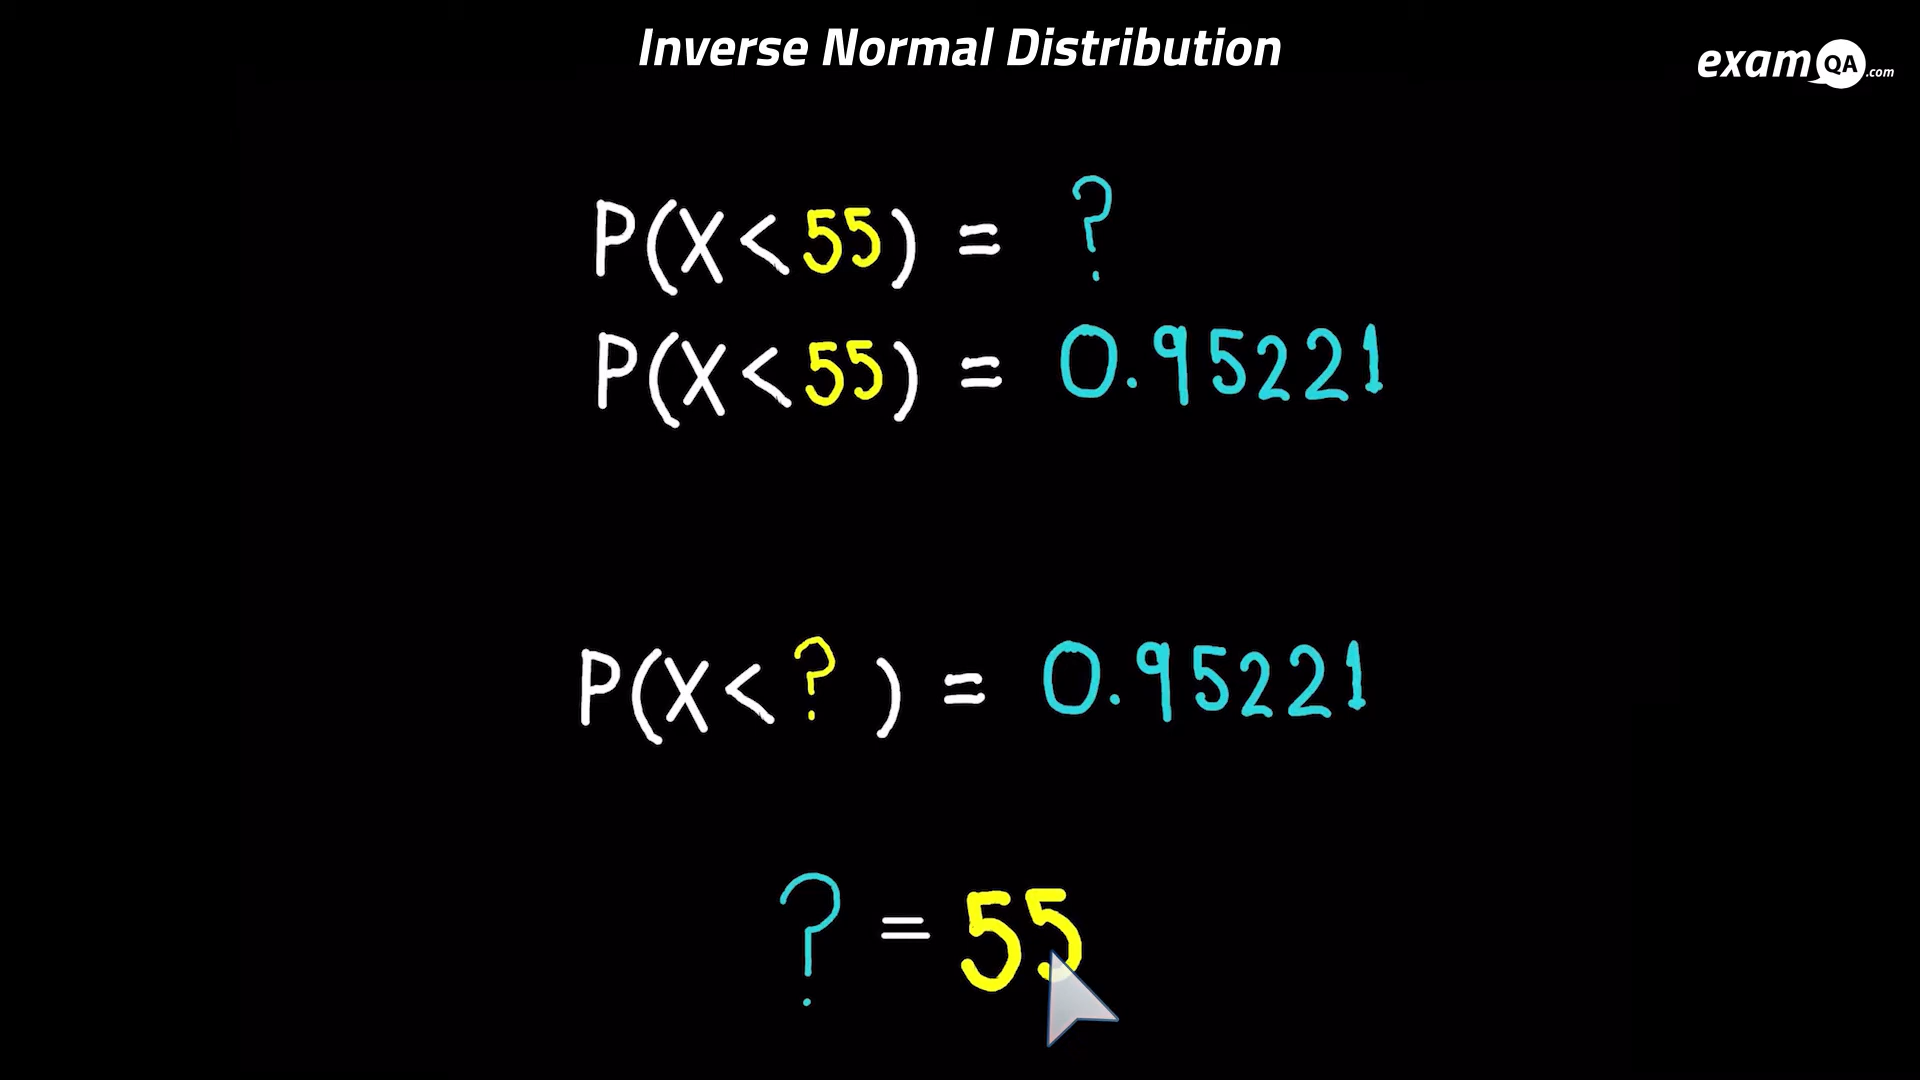 Inverse Normal Distribution
examQA.com
P(X<55) = ?
P(X<55) = 0.95221
P(X<? ) = 0.95221
? = 55